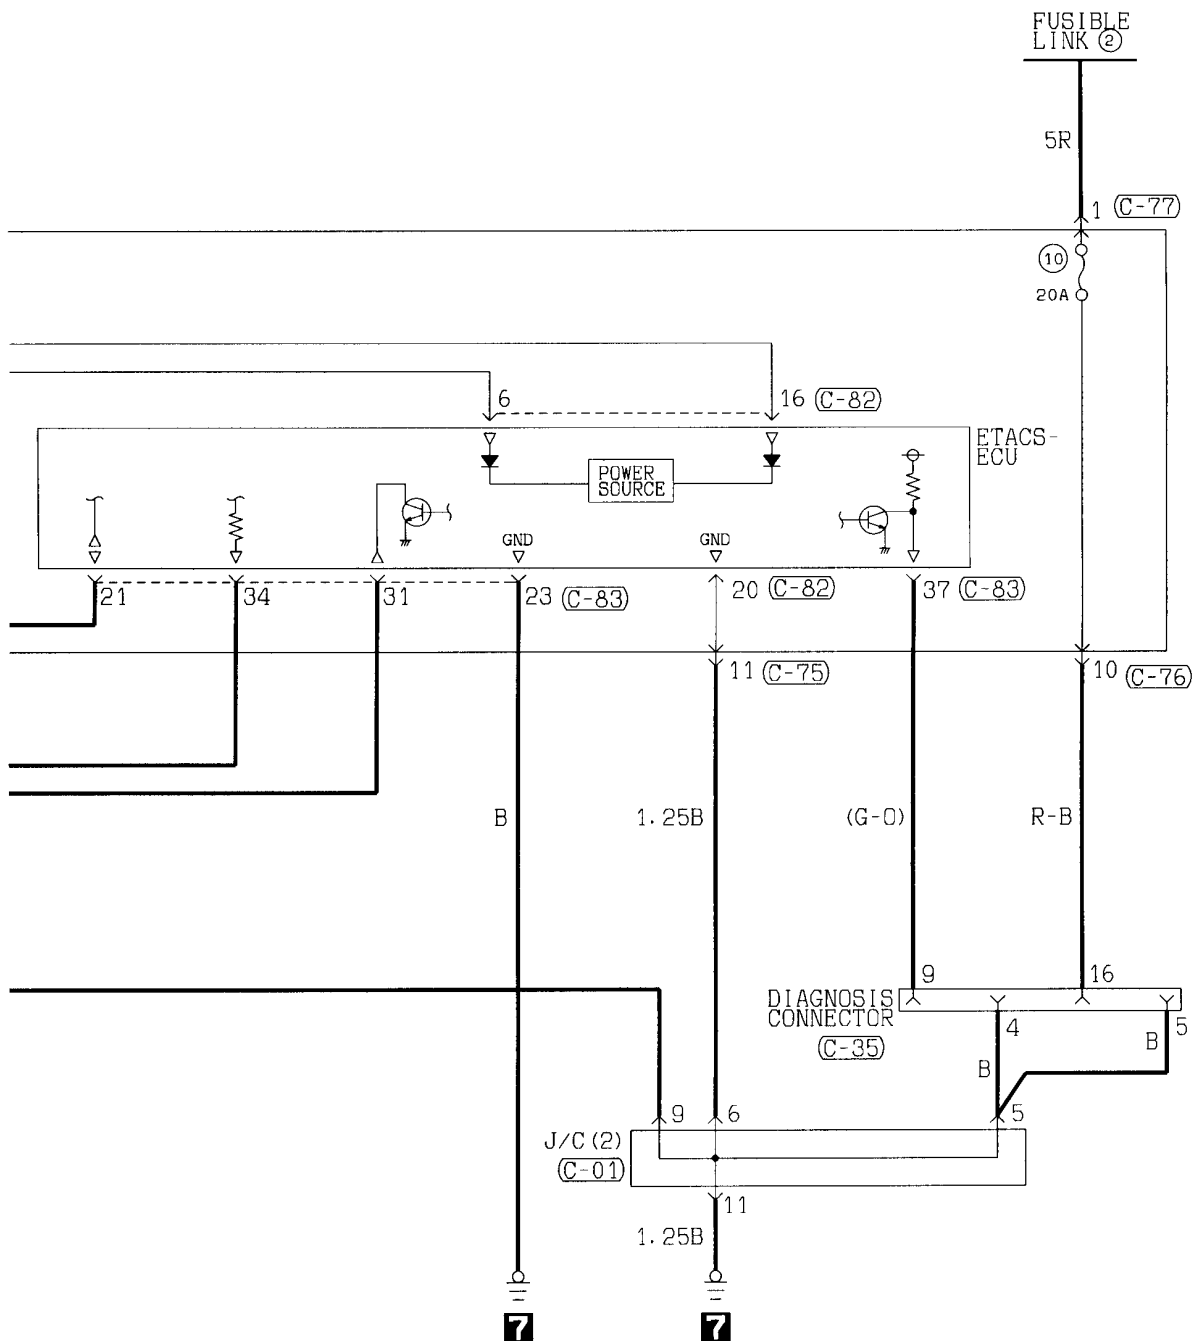 FUSIBLE
LINK ②
5R
1 C-77
⑩
20A
6
16 C-82
ETACS-
ECU
POWER
SOURCE
GND
GND
21
34
31
23 C-83
20 C-82
37 C-83
11 C-75
10 C-76
B
1.25B
(G-O)
R-B
9
16
DIAGNOSIS
CONNECTOR
C-35
4
5
B
B
9
6
5
J/C(2)
C-01
11
1.25B
7
7